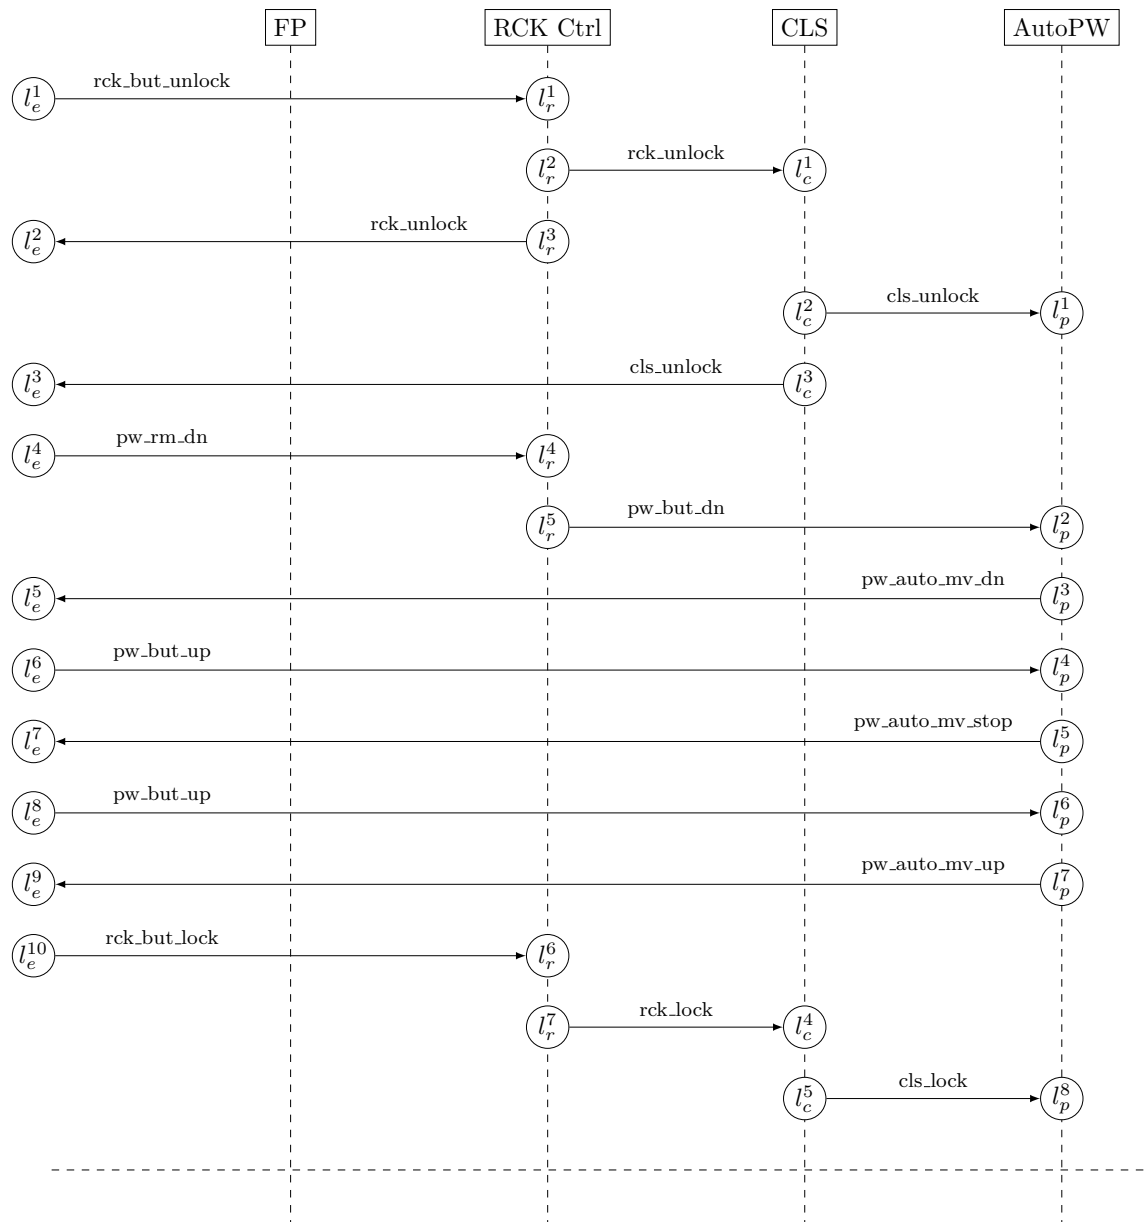 FP RCK Ctrl CLS AutoPW
rck_but_unlock
l_e^1 l_r^1
rck_unlock
l_r^2 l_c^1
rck_unlock
l_e^2 l_r^3
cls_unlock
l_c^2 l_p^1
cls_unlock
l_e^3 l_c^3
pw_rm_dn
l_e^4 l_r^4
pw_but_dn
l_r^5 l_p^2
pw_auto_mv_dn
l_e^5 l_p^3
pw_but_up
l_e^6 l_p^4
pw_auto_mv_stop
l_e^7 l_p^5
pw_but_up
l_e^8 l_p^6
pw_auto_mv_up
l_e^9 l_p^7
rck_but_lock
l_e^10 l_r^6
rck_lock
l_r^7 l_c^4
cls_lock
l_c^5 l_p^8